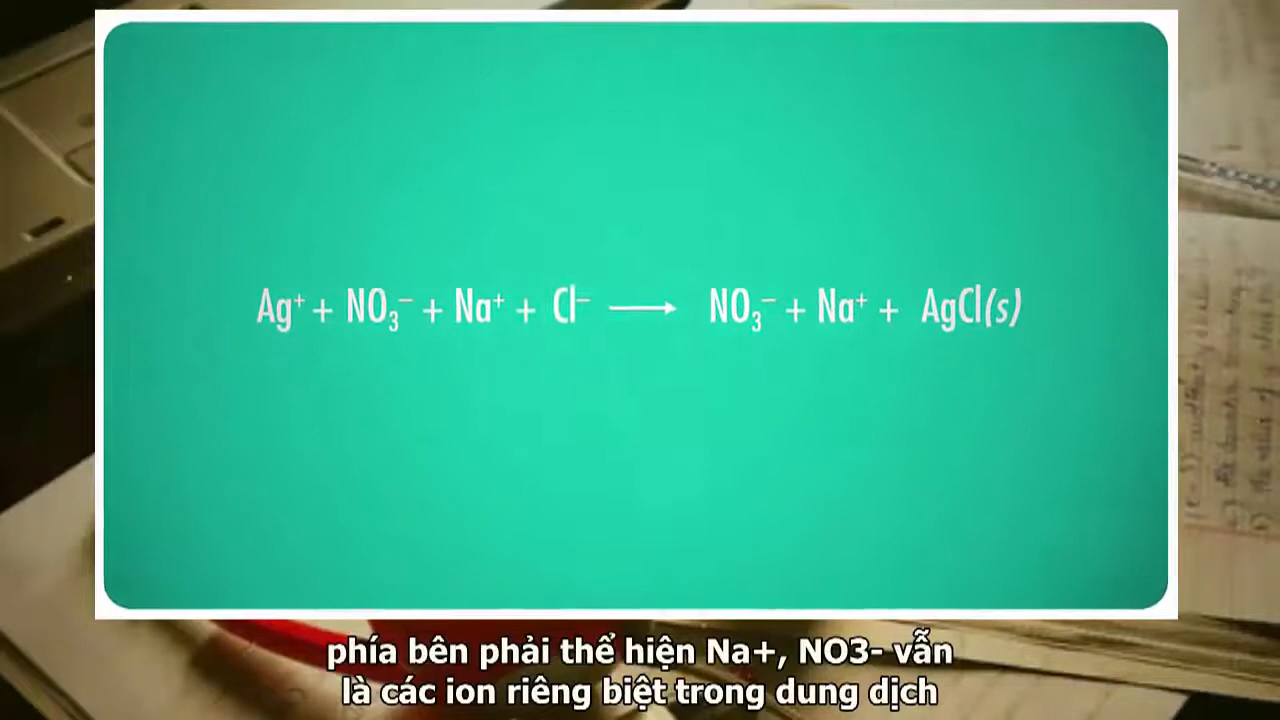 Ag⁺ + NO₃⁻ + Na⁺ + Cl⁻ ⟶ NO₃⁻ + Na⁺ + AgCl(s)
phía bên phải thể hiện Na+, NO3- vẫn
là các ion riêng biệt trong dung dịch